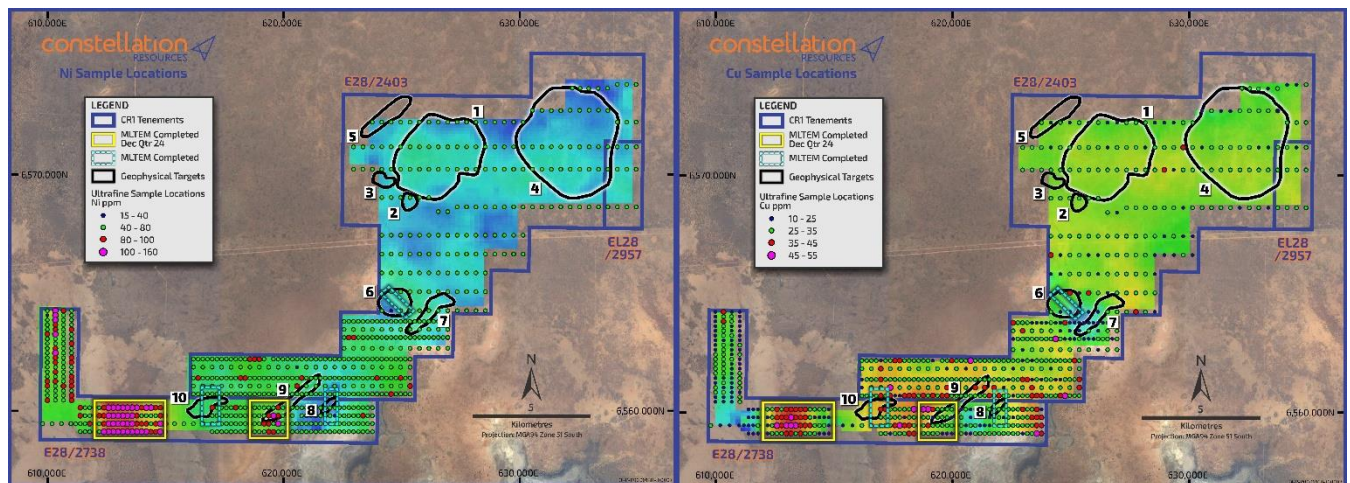 610,000E
620,000E
630,000E
constellation
RESOURCES
Ni Sample Locations
E28/2403
LEGEND
CR1 Tenements
MLTEM Completed
Dec Qtr 24
MLTEM Completed
Geophysical Targets
Ultrafine Sample Locations
Ni ppm
15 - 40
40 - 80
80 - 100
100 - 160
1
5
6,570,000N
3
2
4
EL28
/2957
6
7
N
9
10
8
5
6,560,000N
Kilometres
Projection: MGA94 Zone 51 South
E28/2738
610,000E
620,000E
630,000E
610,000E
620,000E
630,000E
constellation
RESOURCES
Cu Sample Locations
E28/2403
LEGEND
CR1 Tenements
MLTEM Completed
Dec Qtr 24
MLTEM Completed
Geophysical Targets
Ultrafine Sample Locations
Cu ppm
10 - 25
25 - 35
35 - 45
45 - 55
1
5
6,570,000N
3
2
4
EL28
/2957
6
7
N
9
10
8
5
6,560,000N
Kilometres
Projection: MGA94 Zone 51 South
E28/2738
610,000E
620,000E
630,000E